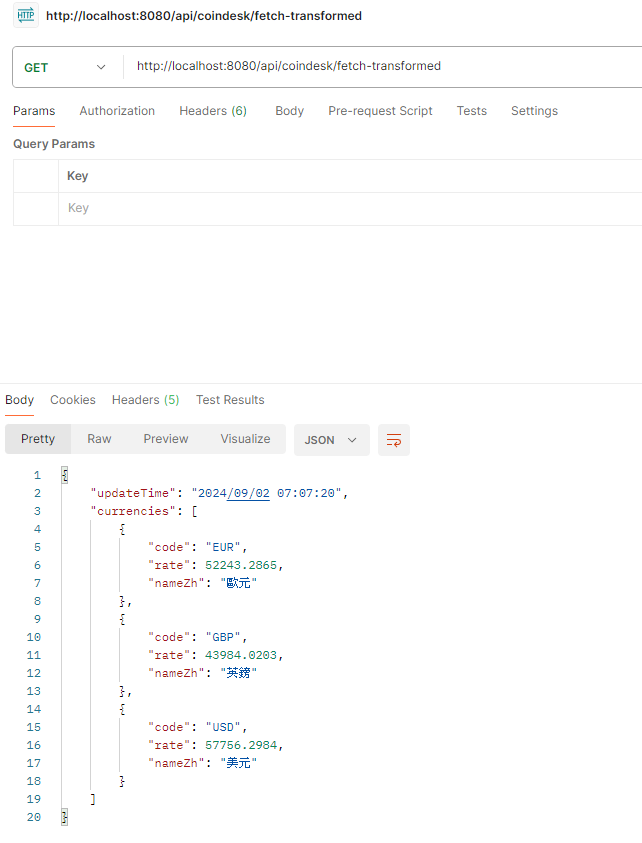 HTTP http://localhost:8080/api/coindesk/fetch-transformed
GET http://localhost:8080/api/coindesk/fetch-transformed
Params Authorization Headers (6) Body Pre-request Script Tests Settings
Query Params
Key
Key
Body Cookies Headers (5) Test Results
Pretty Raw Preview Visualize JSON
1 {
2 "updateTime": "2024/09/02 07:07:20",
3 "currencies": [
4 {
5 "code": "EUR",
6 "rate": 52243.2865,
7 "nameZh": "歐元"
8 },
9 {
10 "code": "GBP",
11 "rate": 43984.0203,
12 "nameZh": "英鎊"
13 },
14 {
15 "code": "USD",
16 "rate": 57756.2984,
17 "nameZh": "美元"
18 }
19 ]
20 }